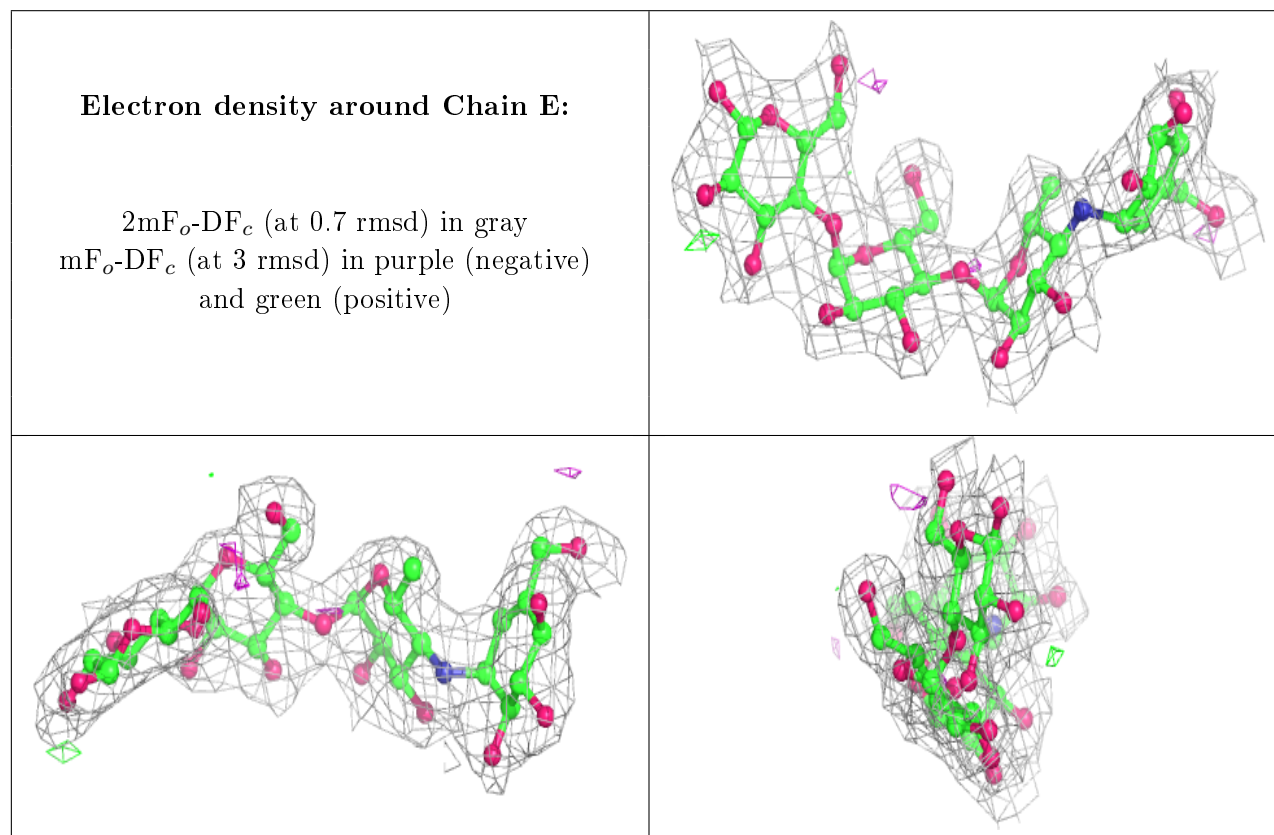 Electron density around Chain E:
2mFo-DFc (at 0.7 rmsd) in gray
mFo-DFc (at 3 rmsd) in purple (negative)
and green (positive)